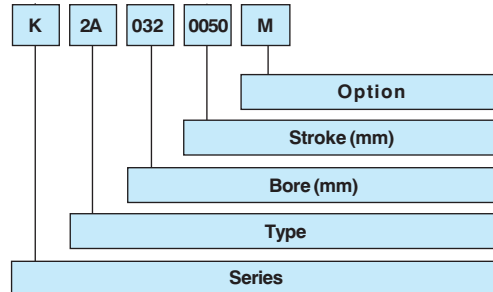 K 2A 032 0050 M
Option
Stroke (mm)
Bore (mm)
Type
Series